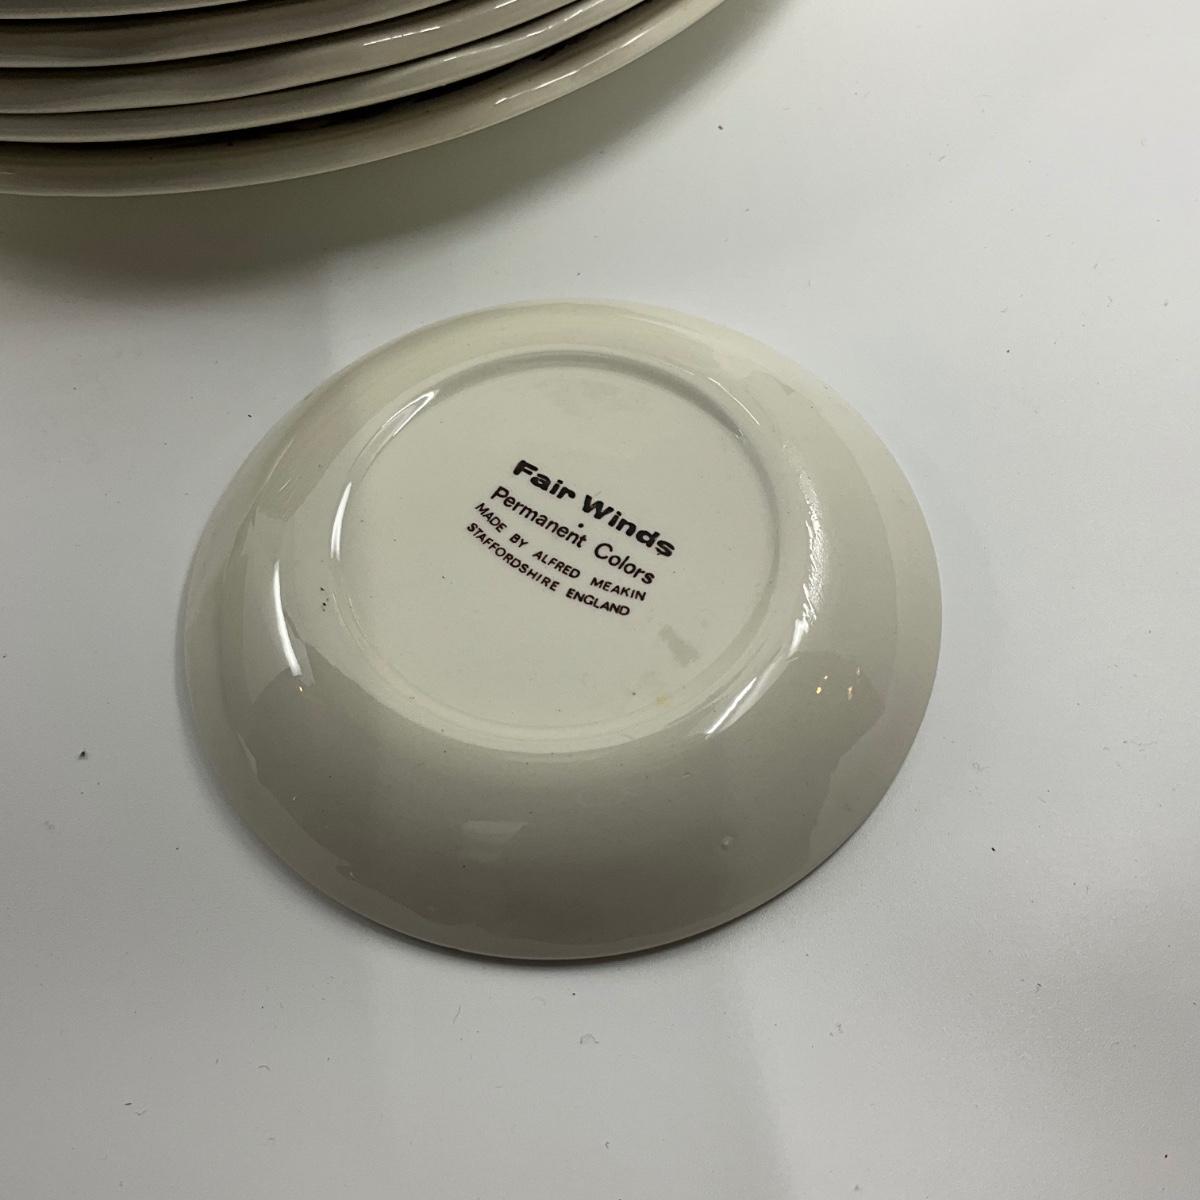 Fair Winds
Permanent Colors
MADE BY ALFRED MEAKIN
STAFFORDSHIRE ENGLAND